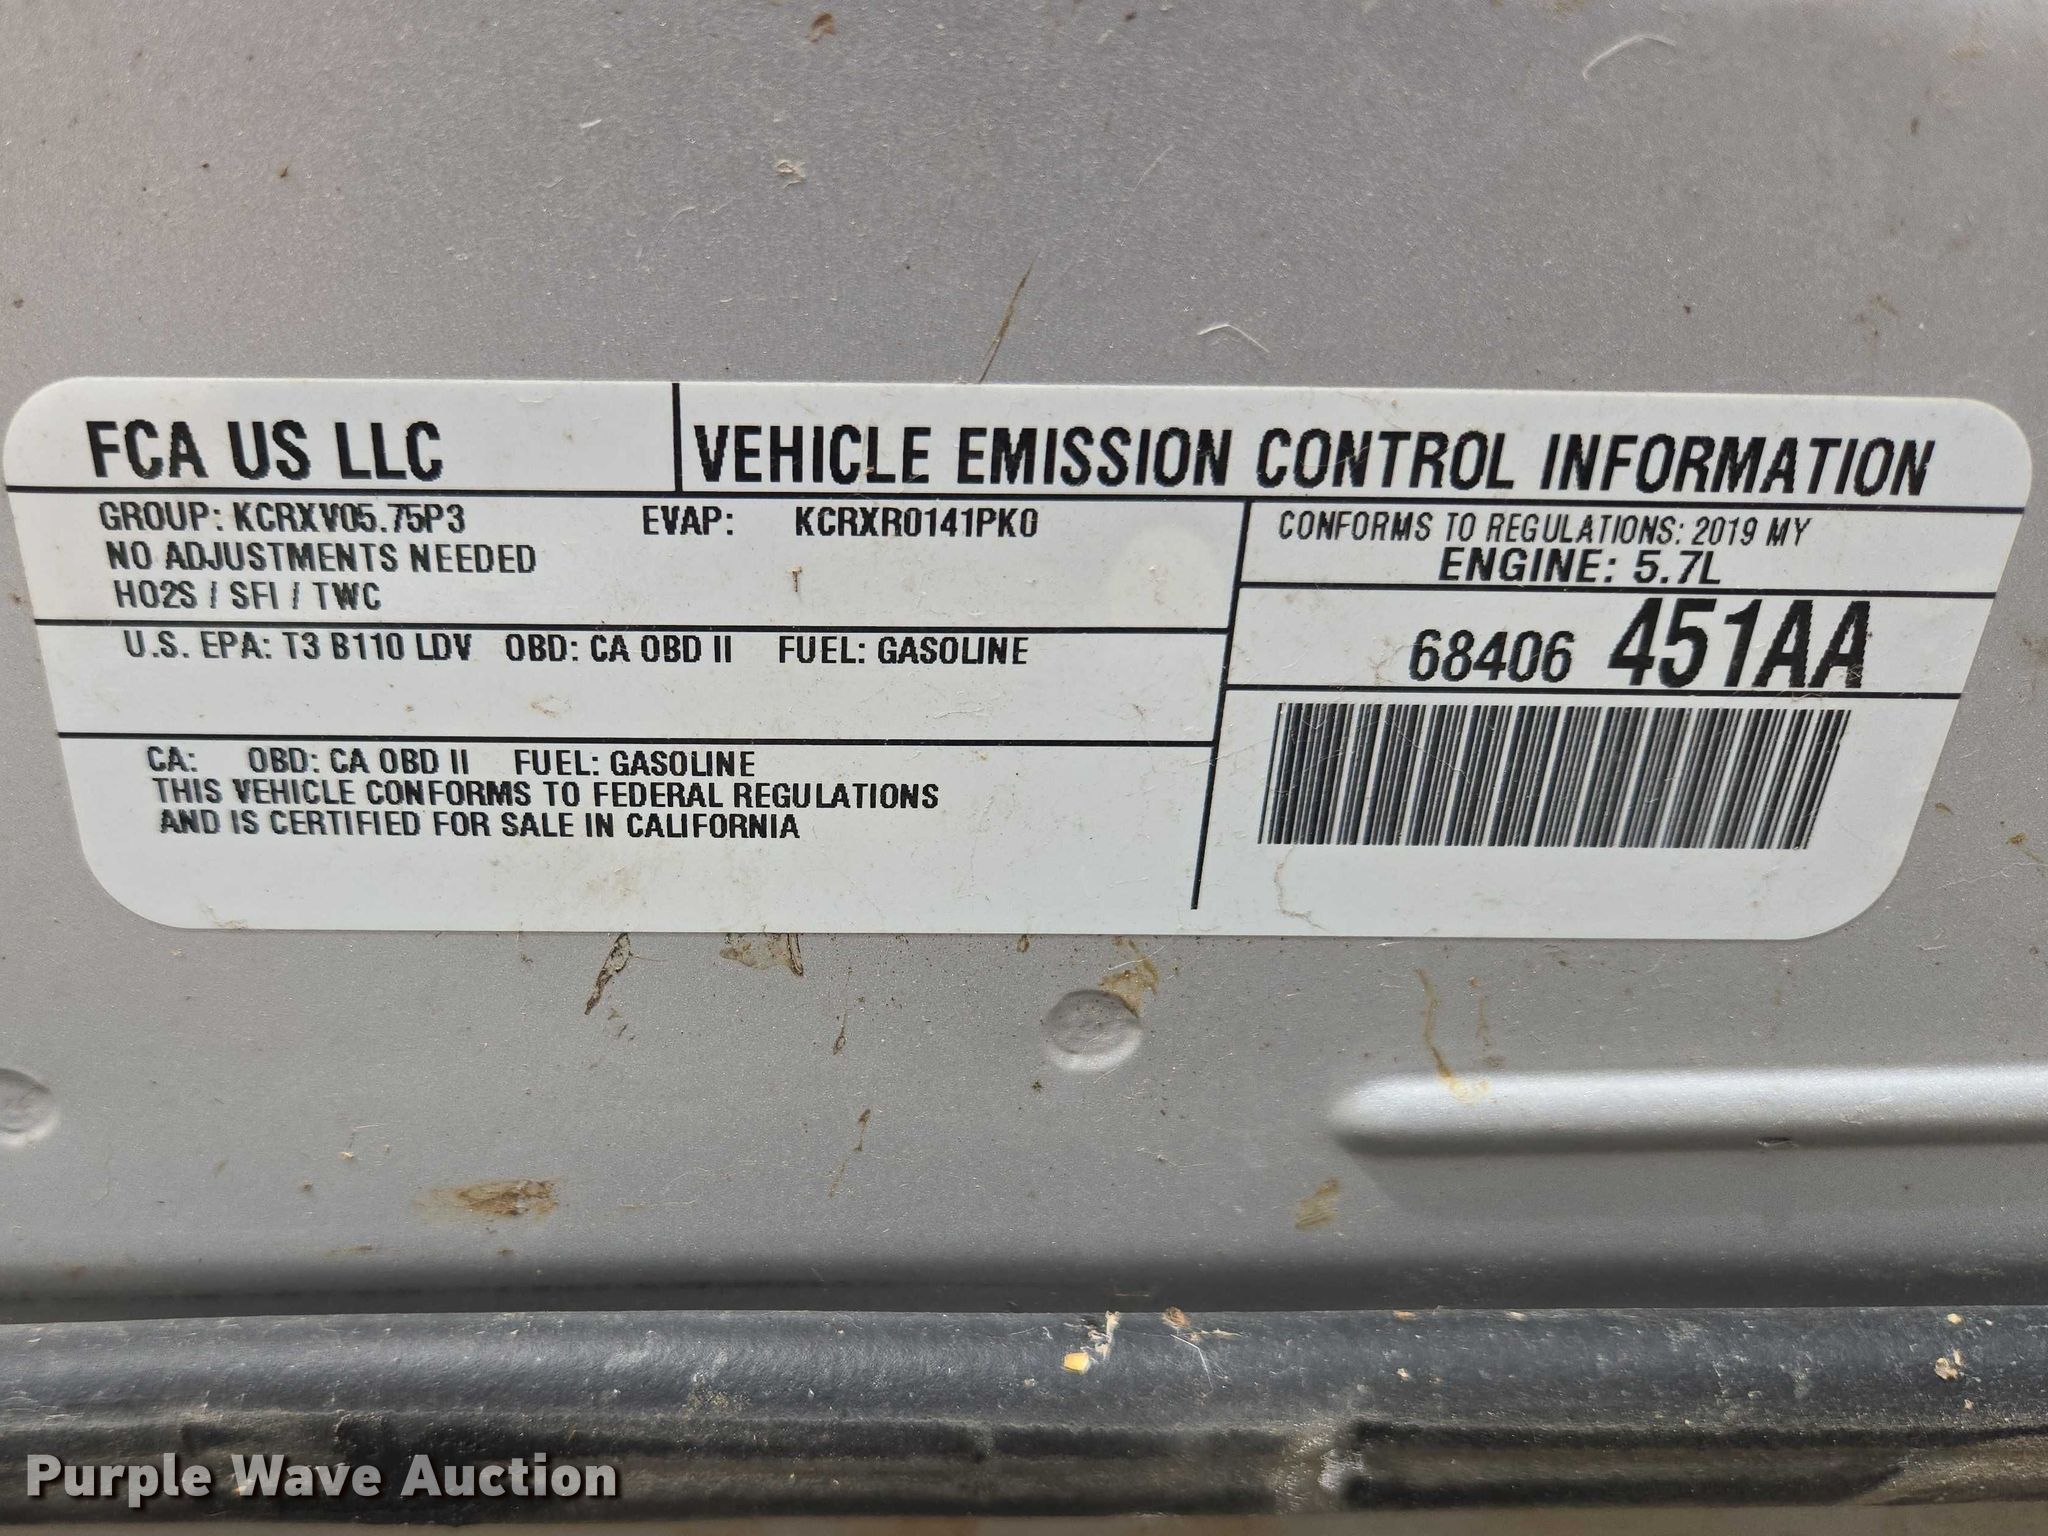 FCA US LLC
VEHICLE EMISSION CONTROL INFORMATION
GROUP: KCRXV05.75P3 EVAP: KCRXR0141PK0
NO ADJUSTMENTS NEEDED
HO2S / SFI / TWC
CONFORMS TO REGULATIONS: 2019 MY
ENGINE: 5.7L
68406 451AA
U.S. EPA: T3 B110 LDV OBD: CA OBD II FUEL: GASOLINE
CA: OBD: CA OBD II FUEL: GASOLINE
THIS VEHICLE CONFORMS TO FEDERAL REGULATIONS
AND IS CERTIFIED FOR SALE IN CALIFORNIA
Purple Wave Auction